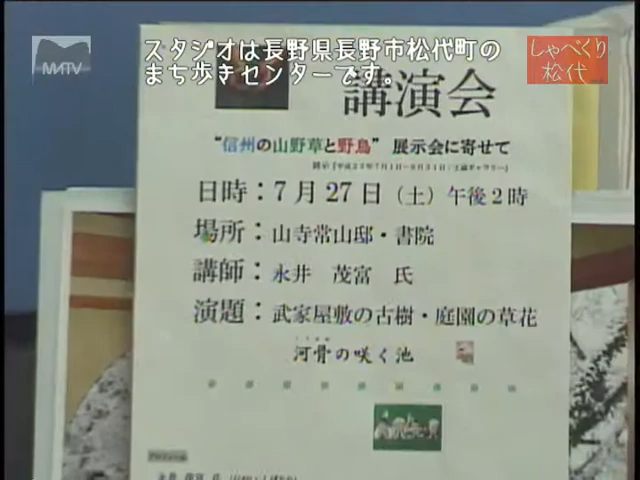 MATV
スタジオは長野県長野市松代町の
まち歩きセンターです。
しゃべくり
松代
講演会
“信州の山野草と野鳥” 展示会に寄せて
日時：7月27日（土）午後2時
場所：山寺常山邸・書院
講師：永井 茂富 氏
演題：武家屋敷の古樹・庭園の草花
河骨の咲く池